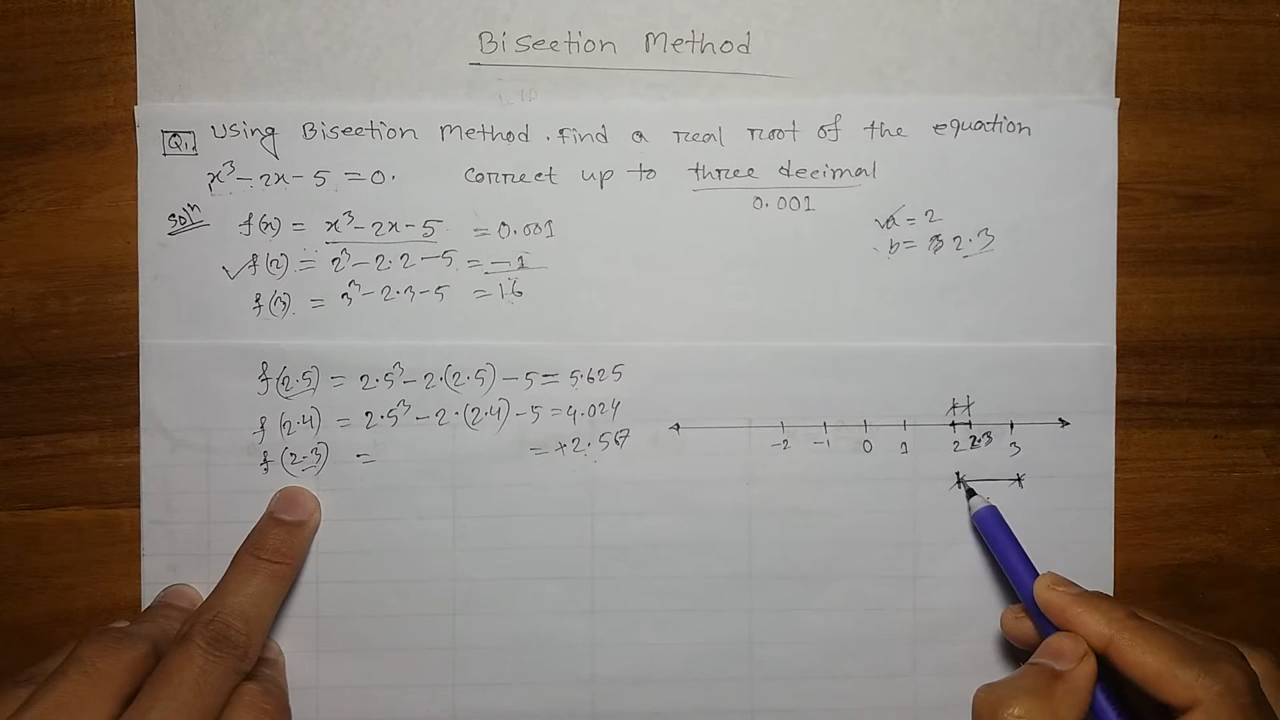 Bisection Method
Q1 Using Bisection Method. Find a real root of the equation
x³ - 2x - 5 = 0. correct up to three decimal
0.001
Solⁿ f(x) = x³ - 2x - 5 = 0.001
f(2) = 2³ - 2·2 - 5 = -1
f(3) = 3³ - 2·3 - 5 = 16
a = 2
b = 3 2.3
f(2.5) = 2.5³ - 2·(2.5) - 5 = 5.625
f(2.4) = 2.5³ - 2·(2.4) - 5 = 4.024
f(2.3) = = +2.567
-2 -1 0 1 2 2.3 3